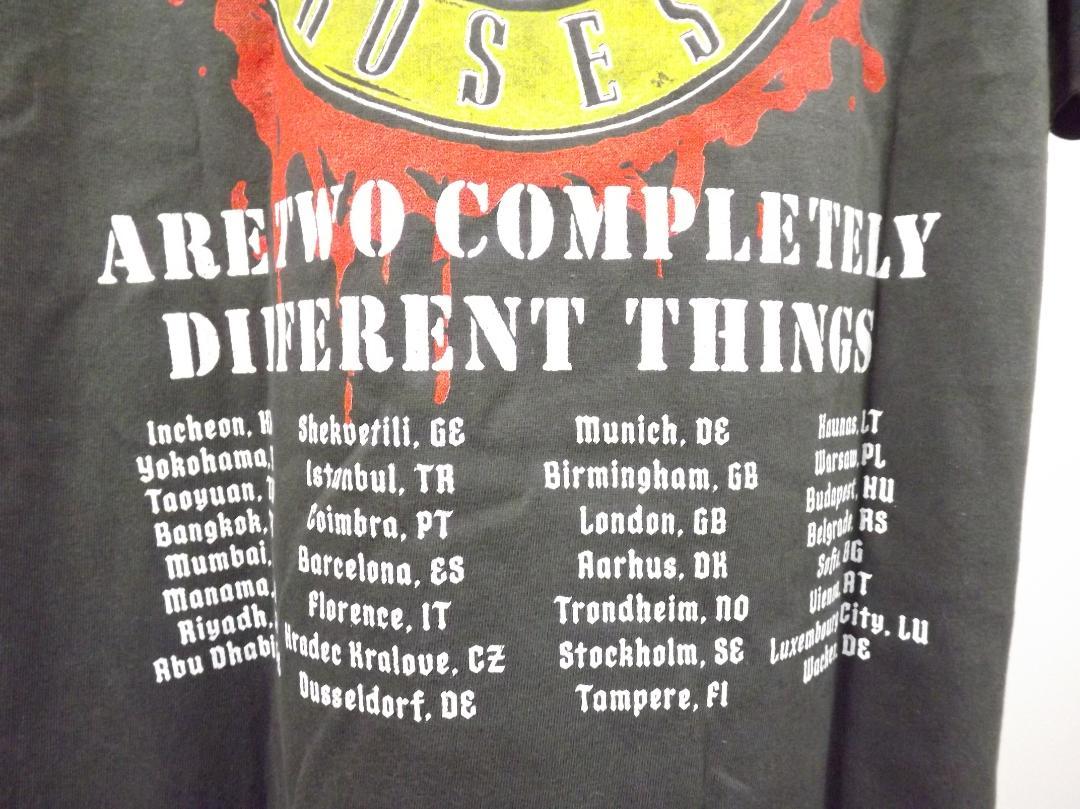 ROSES
ARE TWO COMPLETELY
DIFFERENT THINGS
Incheon,
Yokohama,
Taoyuan,
Bangkok,
Mumbai,
Manama,
Riyadh,
Abu Dhabi
Shekvetili, GE
Istanbul, TR
Coimbra, PT
Barcelona, ES
Florence, IT
Hradec Kralove, CZ
Dusseldorf, DE
Munich, DE
Birmingham, GB
London, GB
Aarhus, DK
Trondheim, NO
Stockholm, SE
Tampere, FI
Kaunas, LT
Warsaw, PL
Budapest, HU
Belgrade, RS
Sofia, BG
Vienna, AT
Luxembourg City, LU
Wacken, DE